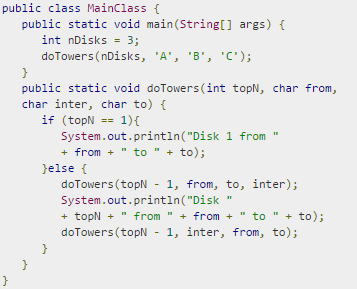 public class MainClass {
   public static void main(String[] args) {
      int nDisks = 3;
      doTowers(nDisks, 'A', 'B', 'C');
   }
   public static void doTowers(int topN, char from,
   char inter, char to) {
      if (topN == 1){
         System.out.println("Disk 1 from "
         + from + " to " + to);
      }else {
         doTowers(topN - 1, from, to, inter);
         System.out.println("Disk "
         + topN + " from " + from + " to " + to);
         doTowers(topN - 1, inter, from, to);
      }
   }
}